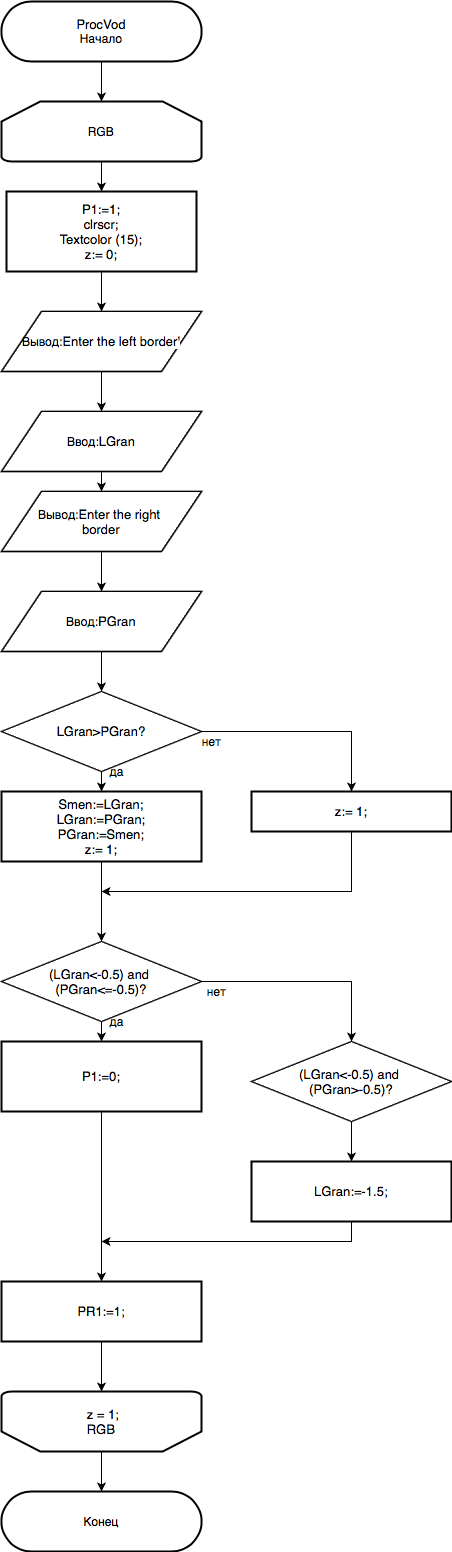 ProcVod
Начало
RGB
P1:=1;
clrscr;
Textcolor (15);
z:= 0;
Вывод:Enter the left border'
Ввод:LGran
Вывод:Enter the right
border
Ввод:PGran
LGran>PGran?
нет
да
Smen:=LGran;
LGran:=PGran;
PGran:=Smen;
z:= 1;
z:= 1;
(LGran<-0.5) and
(PGran<=-0.5)?
нет
да
P1:=0;
(LGran<-0.5) and
(PGran>-0.5)?
LGran:=-1.5;
PR1:=1;
z = 1;
RGB
Конец